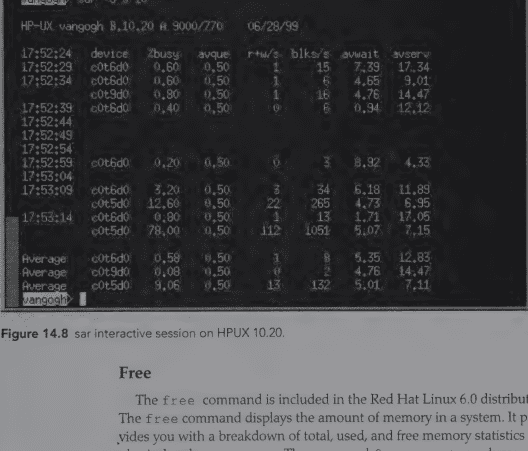 vangogh> sar -d 5 10
HP-UX vangogh B.10.20 A 9000/770 06/28/99
17:52:24 device %busy avque r+w/s blks/s avwait avserv
17:52:29 c0t6d0 0.60 0.50 1 15 7.39 17.34
17:52:34 c0t6d0 0.60 0.50 1 6 4.65 9.01
c0t9d0 0.80 0.50 1 16 4.76 14.47
17:52:39 c0t6d0 0.40 0.50 0 6 0.94 12.12
17:52:44
17:52:49
17:52:54
17:52:59 c0t6d0 0.20 0.50 0 3 8.92 4.33
17:53:04
17:53:09 c0t6d0 3.20 0.50 3 34 6.18 11.89
c0t5d0 12.60 0.50 22 265 4.73 6.95
17:53:14 c0t6d0 0.80 0.50 1 13 1.71 17.05
c0t5d0 78.00 0.50 112 1051 5.07 7.15
Average c0t6d0 0.58 0.50 1 8 5.35 12.83
Average c0t9d0 0.08 0.50 0 2 4.76 14.47
Average c0t5d0 9.06 0.50 13 132 5.01 7.11
vangogh>
Figure 14.8 sar interactive session on HPUX 10.20.
Free
The free command is included in the Red Hat Linux 6.0 distribut
The free command displays the amount of memory in a system. It p
vides you with a breakdown of total, used, and free memory statistics